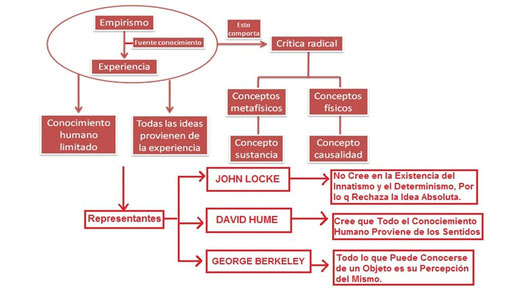 Empirismo
Fuente conocimiento
Experiencia
Esto
comporta
Crítica radical
Conocimiento
humano
limitado
Todas las ideas
provienen de
la experiencia
Conceptos
metafísicos
Conceptos
físicos
Concepto
sustancia
Concepto
causalidad
Representantes
JOHN LOCKE
No Cree en la Existencia del
Innatismo y el Determinismo, Por
lo q Rechaza la Idea Absoluta.
DAVID HUME
Cree que Todo el Conociemiento
Humano Proviene de los Sentidos
GEORGE BERKELEY
Todo lo que Puede Conocerse
de un Objeto es su Percepción
del Mismo.